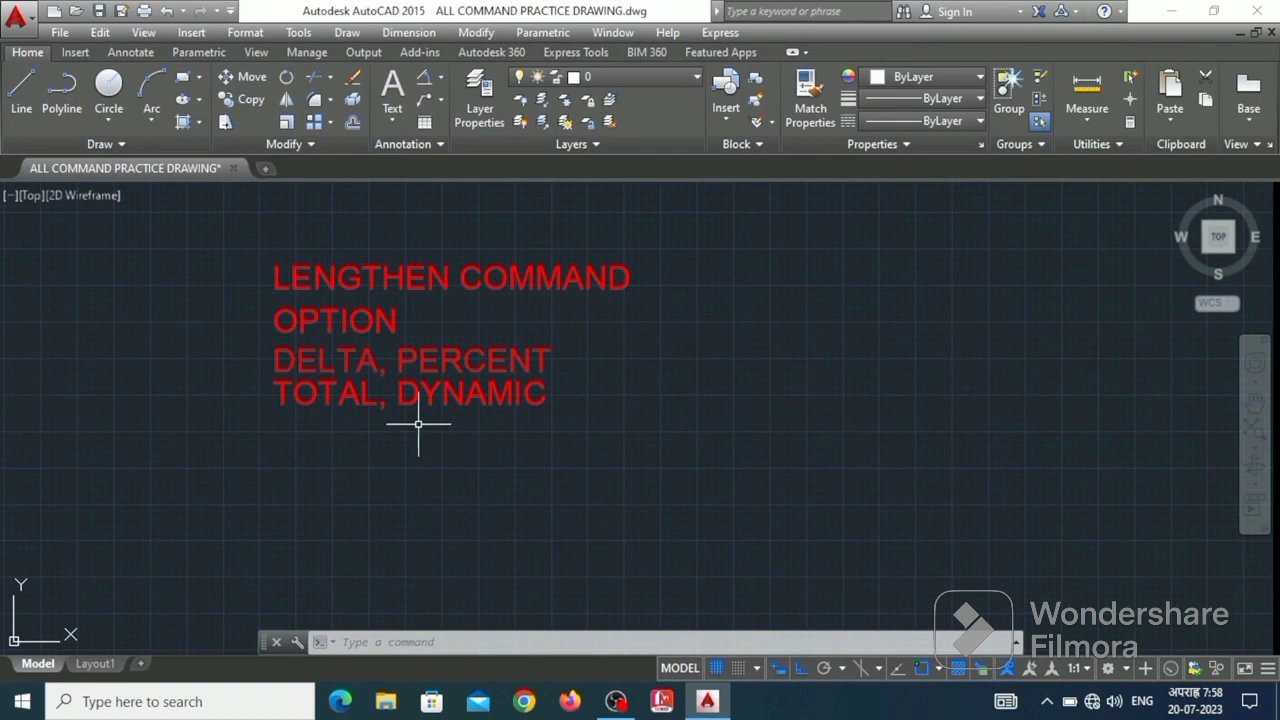 Autodesk AutoCAD 2015 ALL COMMAND PRACTICE DRAWING.dwg
Type a keyword or phrase
Sign In
File Edit View Insert Format Tools Draw Dimension Modify Parametric Window Help Express
Home Insert Annotate Parametric View Manage Output Add-ins Autodesk 360 Express Tools BIM 360 Featured Apps
Line Polyline Circle Arc
Move
Copy
Text
Layer Properties
0
Insert
Match Properties
ByLayer
ByLayer
ByLayer
Group
Measure
Paste
Base
Draw Modify Annotation Layers Block Properties Groups Utilities Clipboard View
ALL COMMAND PRACTICE DRAWING*
[−][Top][2D Wireframe]
N
W TOP E
S
WCS
LENGTHEN COMMAND
OPTION
DELTA, PERCENT
TOTAL, DYNAMIC
Y
X
Type a command
Wondershare
Filmora
Model Layout1
MODEL
1:1
Type here to search
ENG
अपराह्न 7:58
20-07-2023